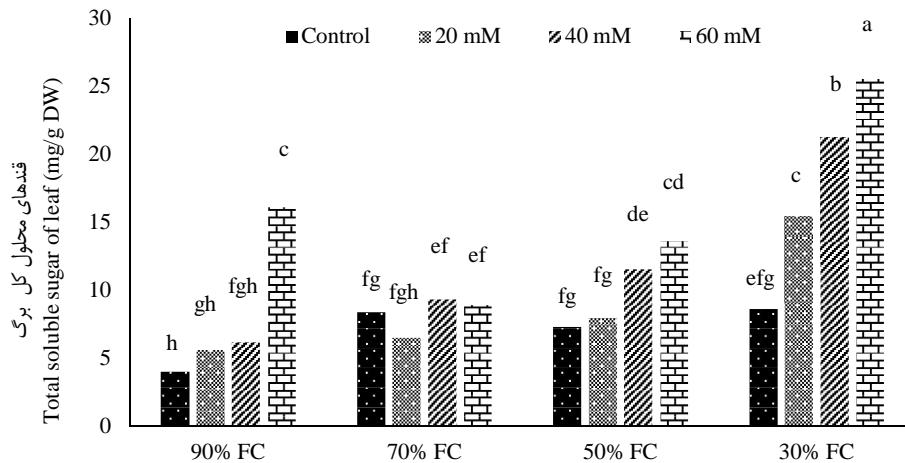 30
25
20
15
10
5
0
قندهای محلول کل برگ
Total soluble sugar of leaf (mg/g DW)
Control 20 mM 40 mM 60 mM
h gh fgh c
fg fgh ef ef
fg fg de cd
efg c b a
90% FC 70% FC 50% FC 30% FC